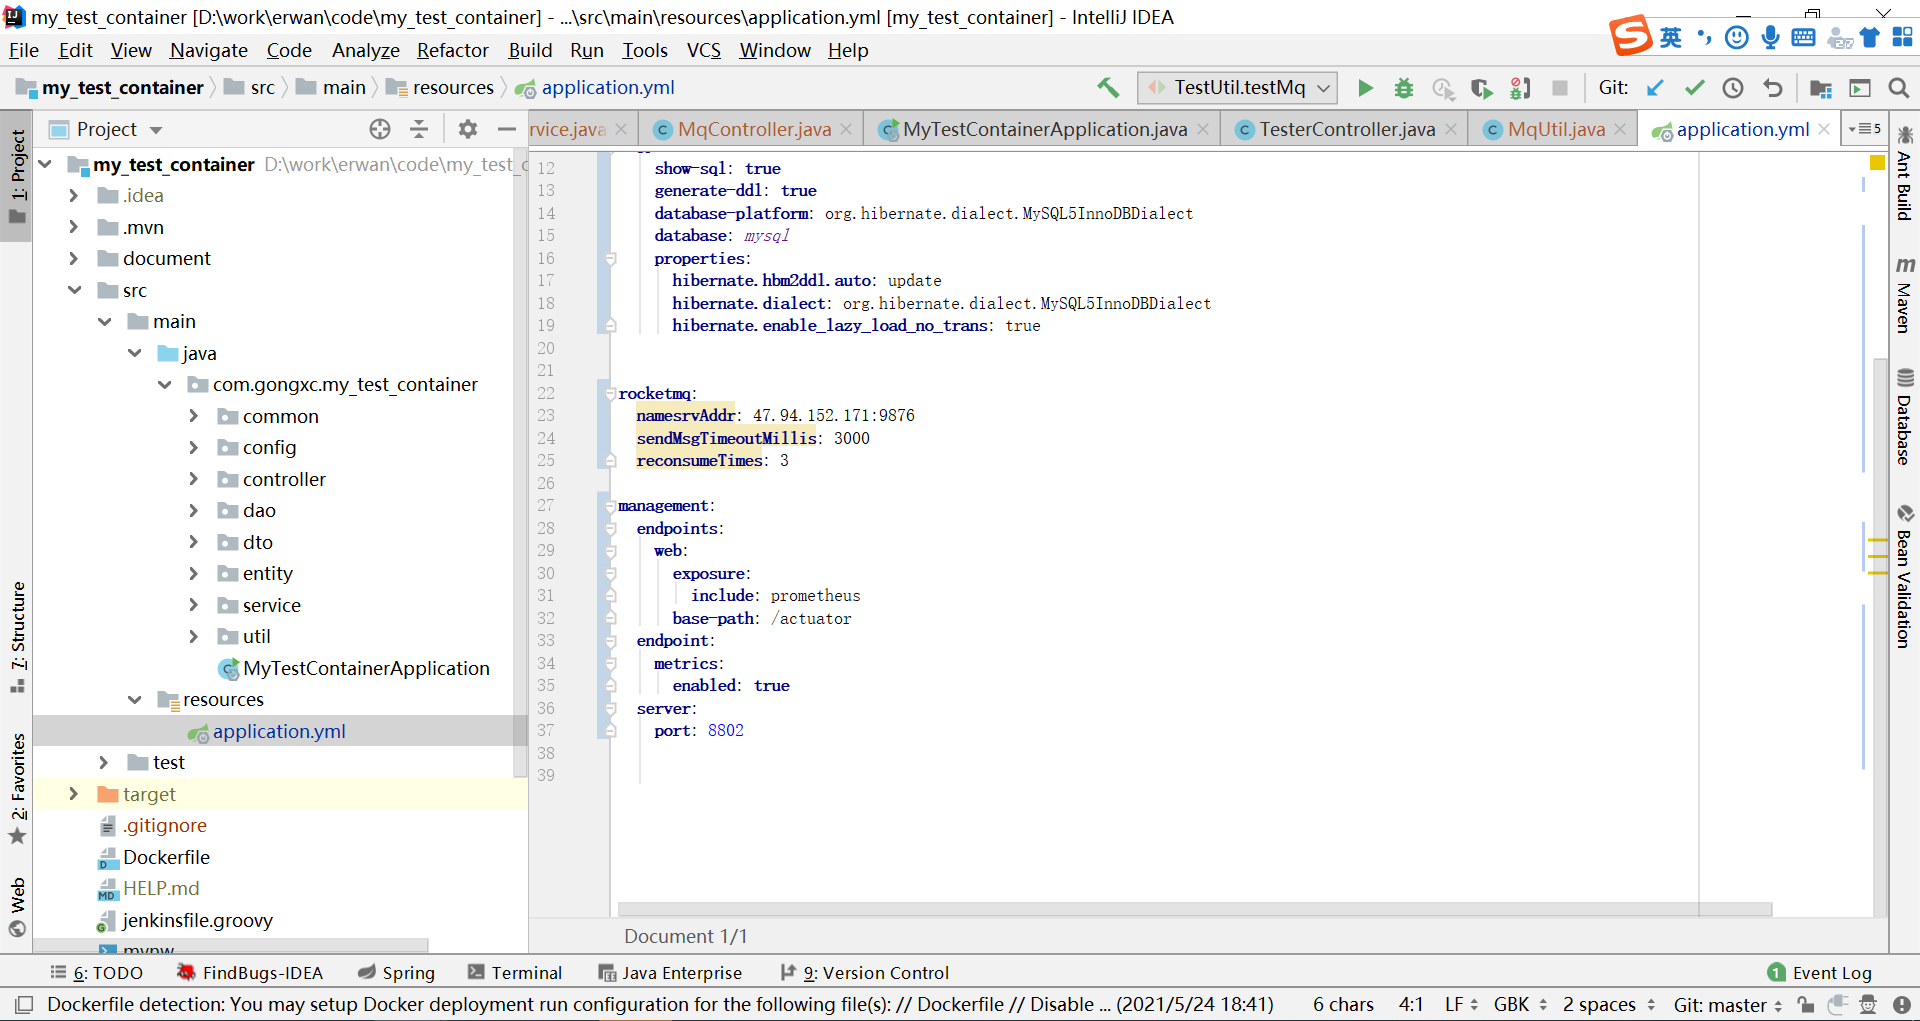 my_test_container [D:\work\erwan\code\my_test_container] - ...\src\main\resources\application.yml [my_test_container] - IntelliJ IDEA
File Edit View Navigate Code Analyze Refactor Build Run Tools VCS Window Help
英
my_test_container src main resources application.yml
TestUtil.testMq
Git:
Project
rvice.java
MqController.java
MyTestContainerApplication.java
TesterController.java
MqUtil.java
application.yml
5
1: Project
7: Structure
2: Favorites
Web
my_test_container D:\work\erwan\code\my_test_c
.idea
.mvn
document
src
main
java
com.gongxc.my_test_container
common
config
controller
dao
dto
entity
service
util
MyTestContainerApplication
resources
application.yml
test
target
.gitignore
Dockerfile
HELP.md
jenkinsfile.groovy
mvnw
12 show-sql: true
13 generate-ddl: true
14 database-platform: org.hibernate.dialect.MySQL5InnoDBDialect
15 database: mysql
16 properties:
17 hibernate.hbm2ddl.auto: update
18 hibernate.dialect: org.hibernate.dialect.MySQL5InnoDBDialect
19 hibernate.enable_lazy_load_no_trans: true
20
21
22 rocketmq:
23 namesrvAddr: 47.94.152.171:9876
24 sendMsgTimeoutMillis: 3000
25 reconsumeTimes: 3
26
27 management:
28 endpoints:
29 web:
30 exposure:
31 include: prometheus
32 base-path: /actuator
33 endpoint:
34 metrics:
35 enabled: true
36 server:
37 port: 8802
38
39
Document 1/1
Ant Build
Maven
Database
Bean Validation
6: TODO
FindBugs-IDEA
Spring
Terminal
Java Enterprise
9: Version Control
1 Event Log
Dockerfile detection: You may setup Docker deployment run configuration for the following file(s): // Dockerfile // Disable ... (2021/5/24 18:41)
6 chars 4:1 LF GBK 2 spaces Git: master